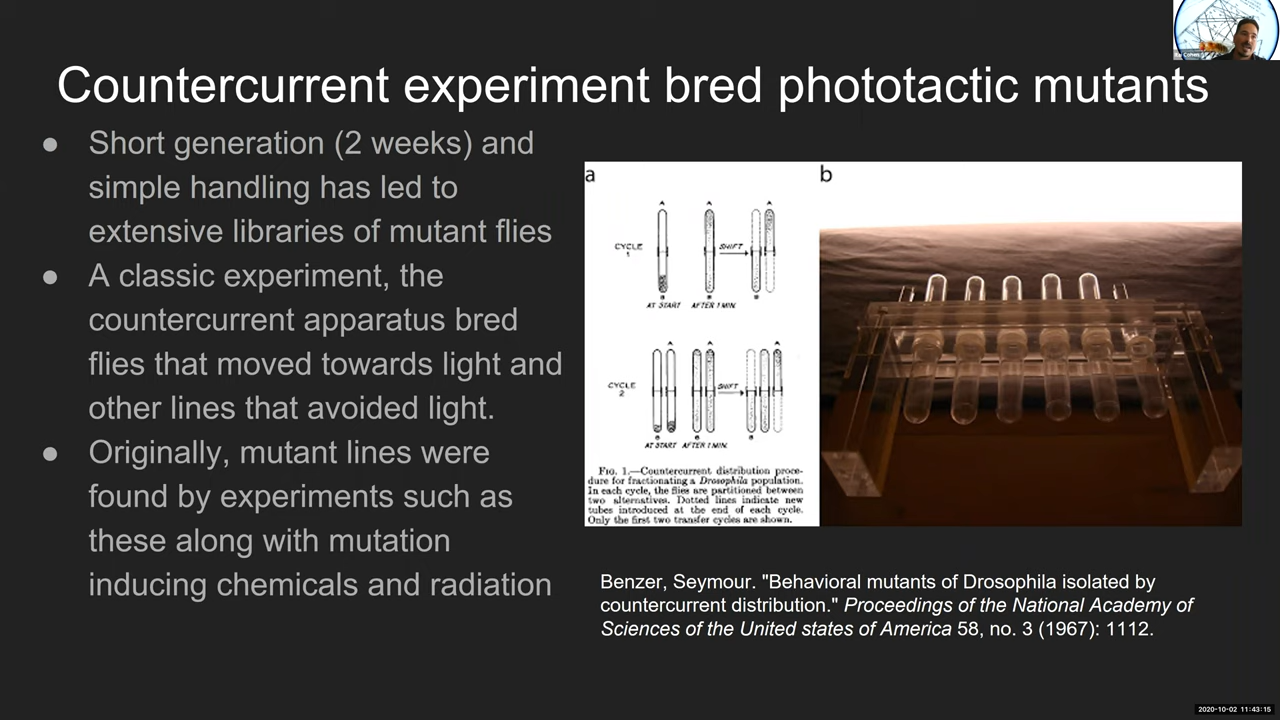 Countercurrent experiment bred phototactic mutants
● Short generation (2 weeks) and
simple handling has led to
extensive libraries of mutant flies
● A classic experiment, the
countercurrent apparatus bred
flies that moved towards light and
other lines that avoided light.
● Originally, mutant lines were
found by experiments such as
these along with mutation
inducing chemicals and radiation
a
b
A A A
CYCLE
1
SHIFT
B B B
AT START AFTER 1 MIN.
A A A
CYCLE
2
SHIFT
B B B
AT START AFTER 1 MIN.
FIG. 1.—Countercurrent distribution proce-
dure for fractionating a Drosophila population.
In each cycle, the flies are partitioned between
two alternatives. Dotted lines indicate new
tubes introduced at the end of each cycle.
Only the first two transfer cycles are shown.
Benzer, Seymour. "Behavioral mutants of Drosophila isolated by
countercurrent distribution." Proceedings of the National Academy of
Sciences of the United states of America 58, no. 3 (1967): 1112.
2020-10-02 11:43:15